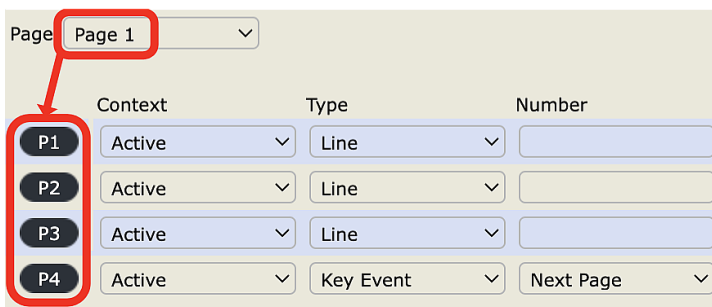 Page Page 1
Context Type Number
P1 Active Line
P2 Active Line
P3 Active Line
P4 Active Key Event Next Page